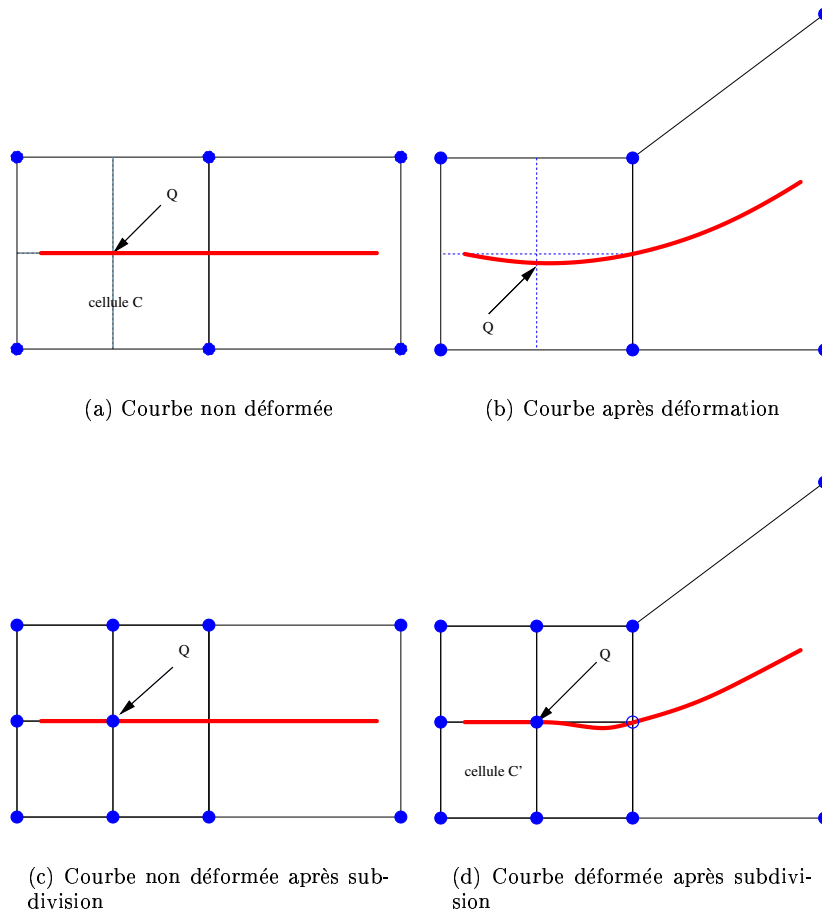 Q
cellule C
Q
(a) Courbe non déformée
(b) Courbe après déformation
Q
Q
cellule C'
(c) Courbe non déformée après sub-
division
(d) Courbe déformée après subdivi-
sion